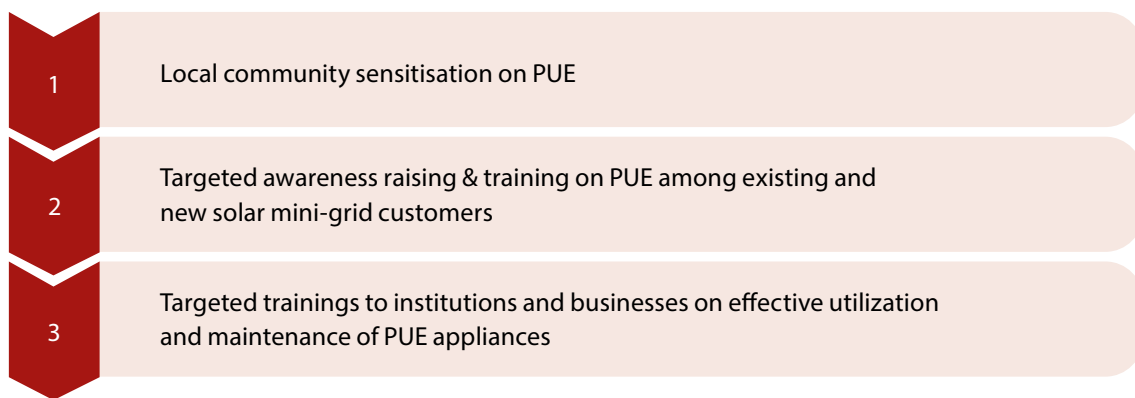 1
Local community sensitisation on PUE
2
Targeted awareness raising & training on PUE among existing and
new solar mini-grid customers
3
Targeted trainings to institutions and businesses on effective utilization
and maintenance of PUE appliances